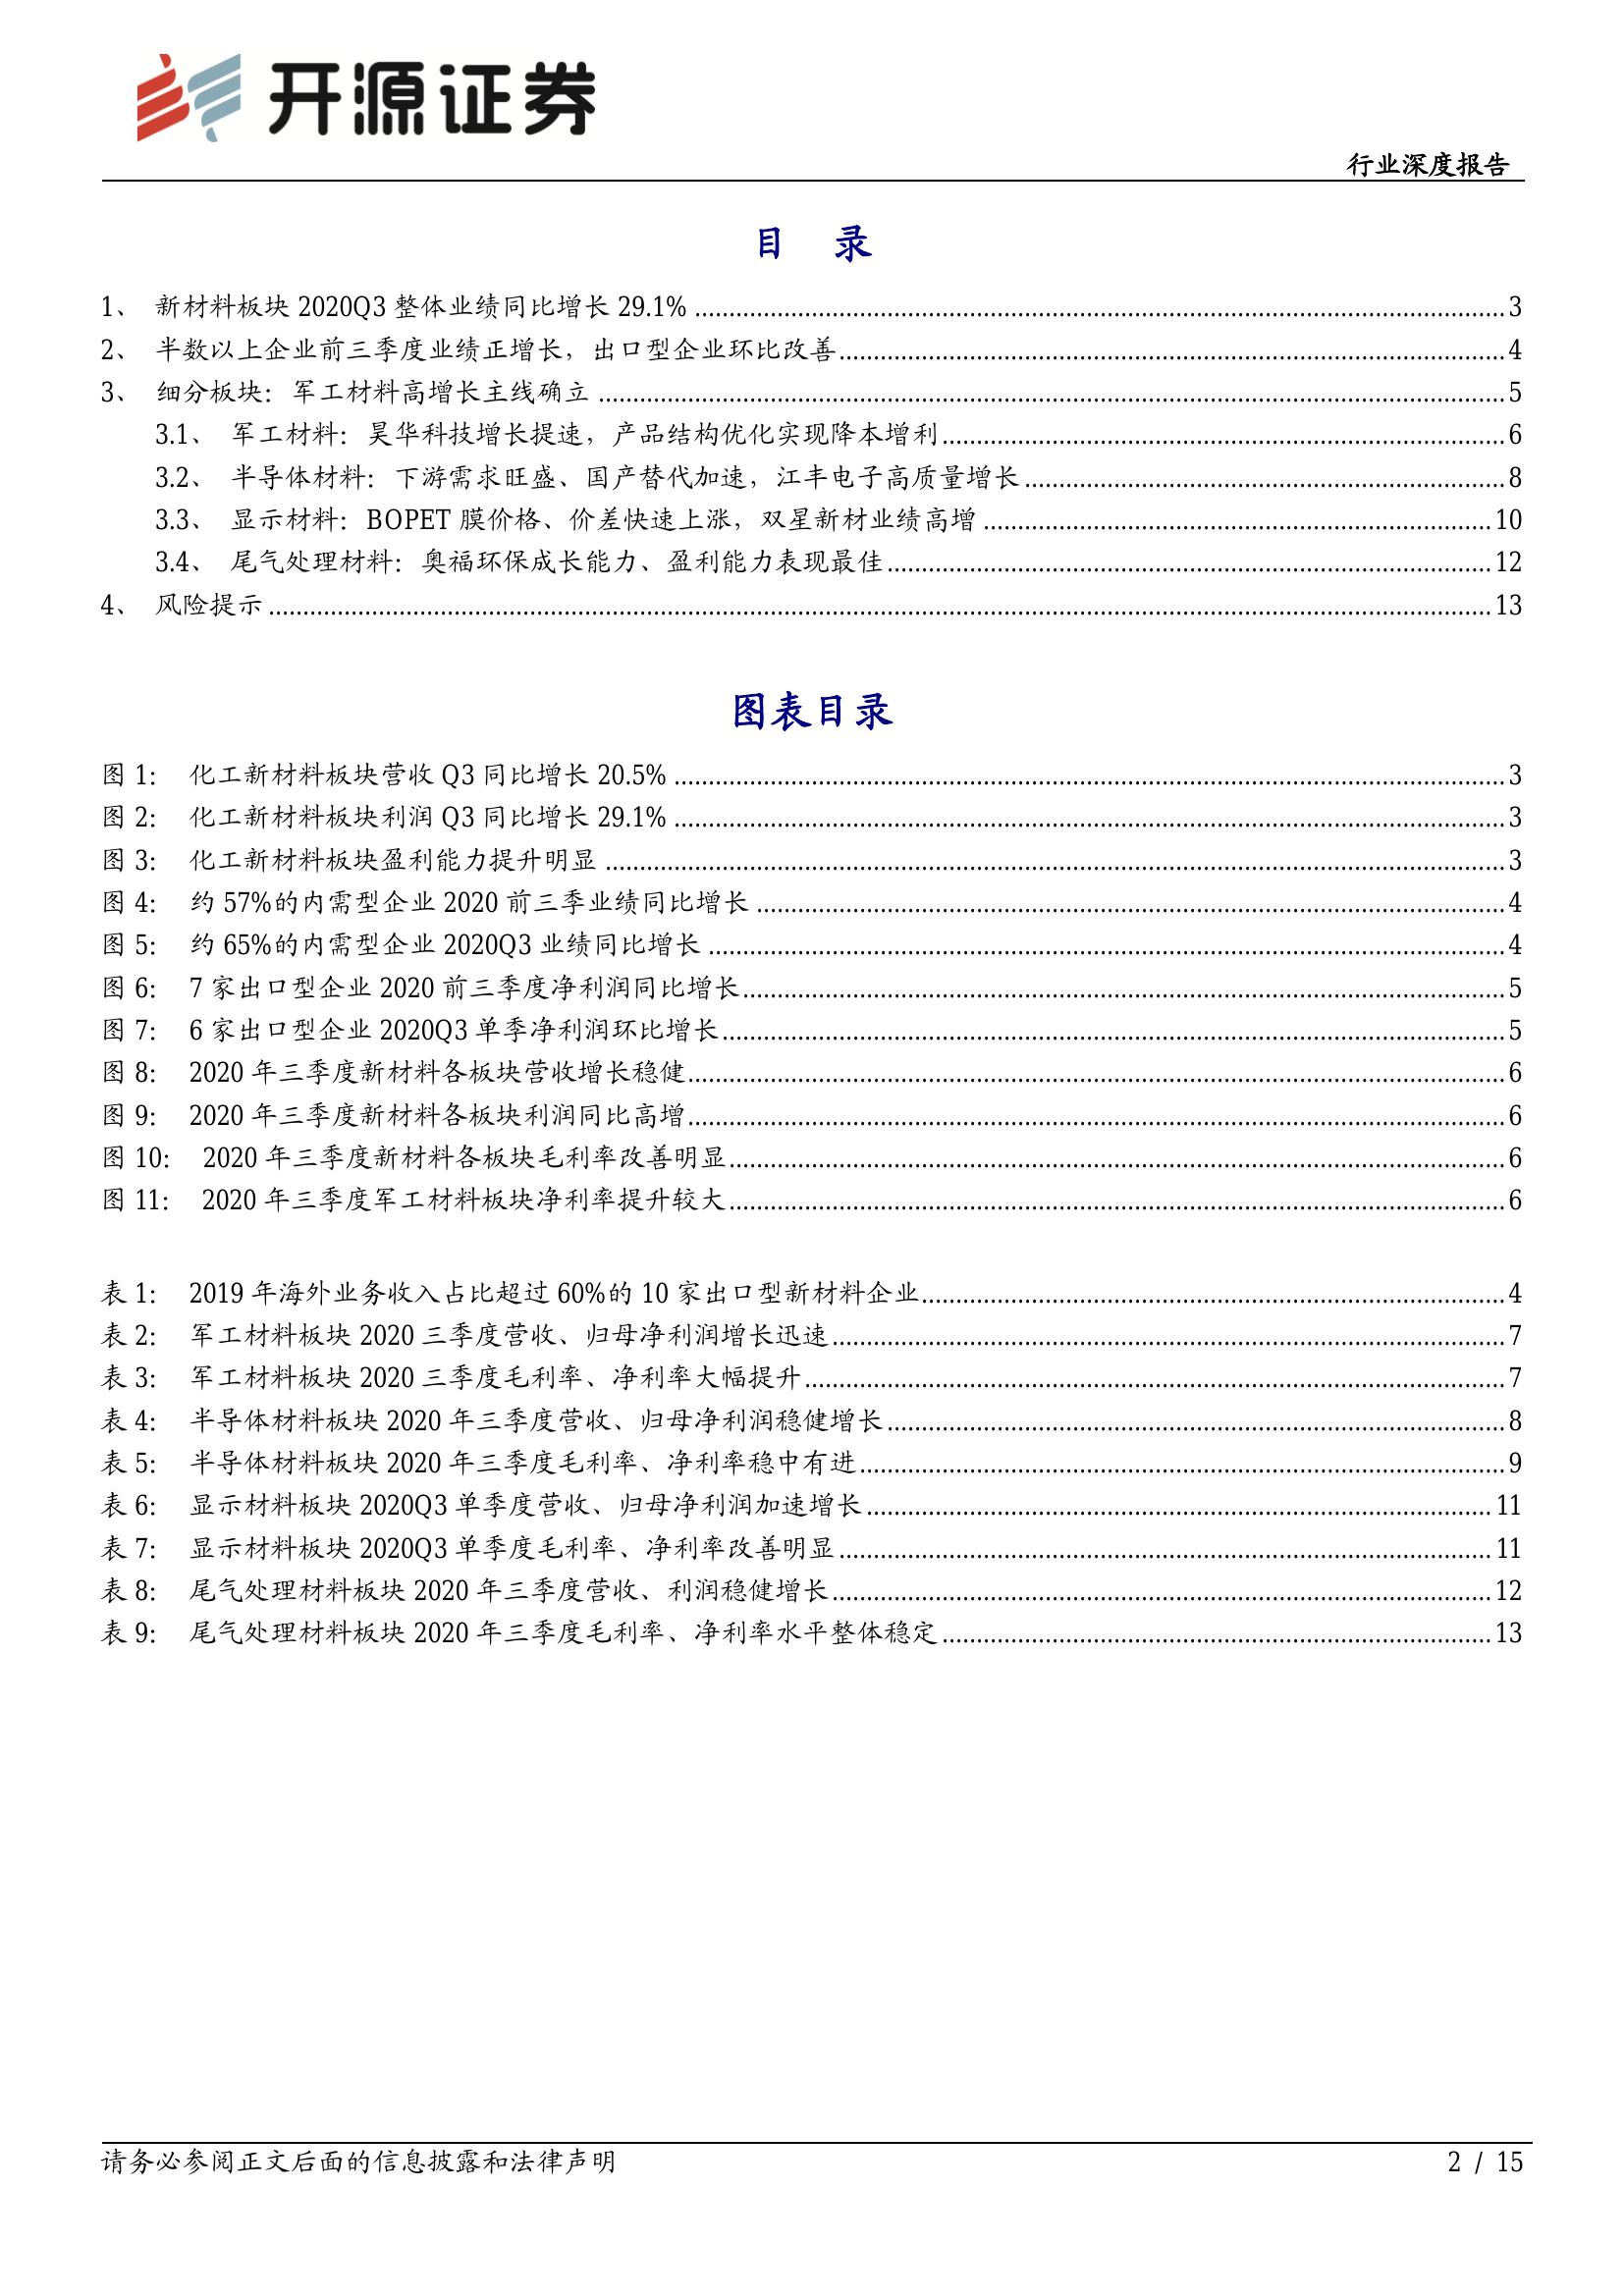 开源证券
行业深度报告
目 录
1、 新材料板块 2020Q3 整体业绩同比增长 29.1% 3
2、 半数以上企业前三季度业绩正增长，出口型企业环比改善 4
3、 细分板块：军工材料高增长主线确立 5
3.1、 军工材料：昊华科技增长提速，产品结构优化实现降本增利 6
3.2、 半导体材料：下游需求旺盛、国产替代加速，江丰电子高质量增长 8
3.3、 显示材料：BOPET 膜价格、价差快速上涨，双星新材业绩高增 10
3.4、 尾气处理材料：奥福环保成长能力、盈利能力表现最佳 12
4、 风险提示 13
图表目录
图 1： 化工新材料板块营收 Q3 同比增长 20.5% 3
图 2： 化工新材料板块利润 Q3 同比增长 29.1% 3
图 3： 化工新材料板块盈利能力提升明显 3
图 4： 约 57%的内需型企业 2020 前三季业绩同比增长 4
图 5： 约 65%的内需型企业 2020Q3 业绩同比增长 4
图 6： 7 家出口型企业 2020 前三季度净利润同比增长 5
图 7： 6 家出口型企业 2020Q3 单季净利润环比增长 5
图 8： 2020 年三季度新材料各板块营收增长稳健 6
图 9： 2020 年三季度新材料各板块利润同比高增 6
图 10： 2020 年三季度新材料各板块毛利率改善明显 6
图 11： 2020 年三季度军工材料板块净利率提升较大 6
表 1： 2019 年海外业务收入占比超过 60%的 10 家出口型新材料企业 4
表 2： 军工材料板块 2020 三季度营收、归母净利润增长迅速 7
表 3： 军工材料板块 2020 三季度毛利率、净利率大幅提升 7
表 4： 半导体材料板块 2020 年三季度营收、归母净利润稳健增长 8
表 5： 半导体材料板块 2020 年三季度毛利率、净利率稳中有进 9
表 6： 显示材料板块 2020Q3 单季度营收、归母净利润加速增长 11
表 7： 显示材料板块 2020Q3 单季度毛利率、净利率改善明显 11
表 8： 尾气处理材料板块 2020 年三季度营收、利润稳健增长 12
表 9： 尾气处理材料板块 2020 年三季度毛利率、净利率水平整体稳定 13
请务必参阅正文后面的信息披露和法律声明 2 / 15